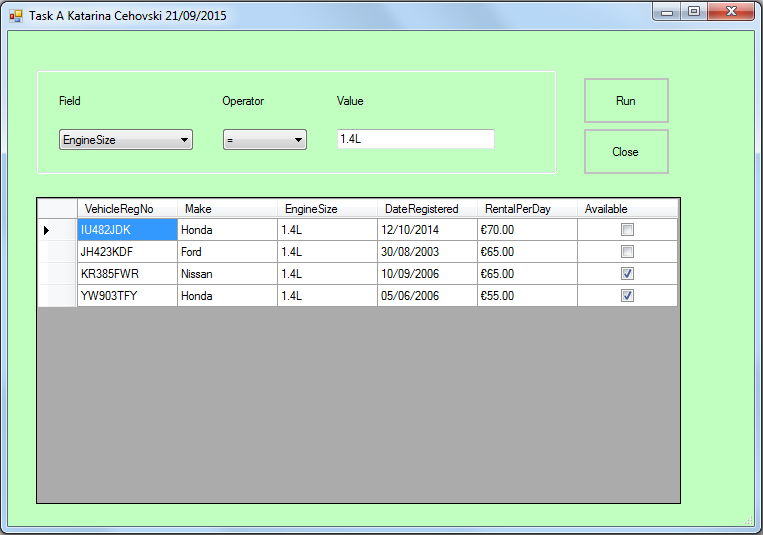 Task A Katarina Cehovski 21/09/2015
Field Operator Value
Run
EngineSize = 1.4L
Close
VehicleRegNo Make EngineSize DateRegistered RentalPerDay Available
IU482JDK Honda 1.4L 12/10/2014 €70.00
JH423KDF Ford 1.4L 30/08/2003 €65.00
KR385FWR Nissan 1.4L 10/09/2006 €65.00
YW903TFY Honda 1.4L 05/06/2006 €55.00